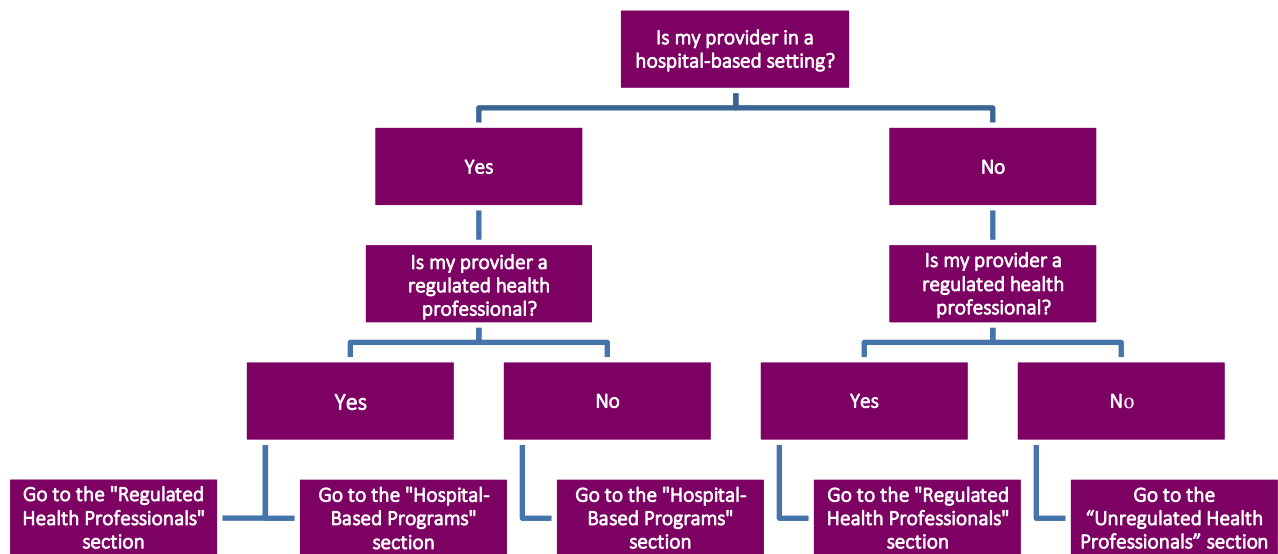 Is my provider in a
hospital-based setting?
Yes
No
Is my provider a
regulated health
professional?
Is my provider a
regulated health
professional?
Yes
No
Yes
No
Go to the "Regulated
Health Professionals"
section
Go to the "Hospital-
Based Programs"
section
Go to the "Hospital-
Based Programs"
section
Go to the "Regulated
Health Professionals"
section
Go to the
“Unregulated Health
Professionals” section